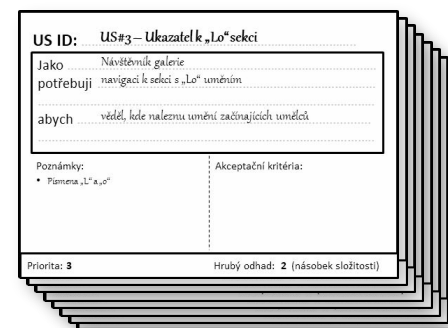 US ID: US#3 – Ukazatel k „Lo“ sekci
Jako Návštěvník galerie
potřebuji navigaci k sekci s „Lo“ uměním
abych věděl, kde naleznu umění začínajících umělců
Poznámky:
• Písmena „L“ a „o“
Akceptační kritéria:
Priorita: 3
Hrubý odhad: 2 (násobek složitosti)